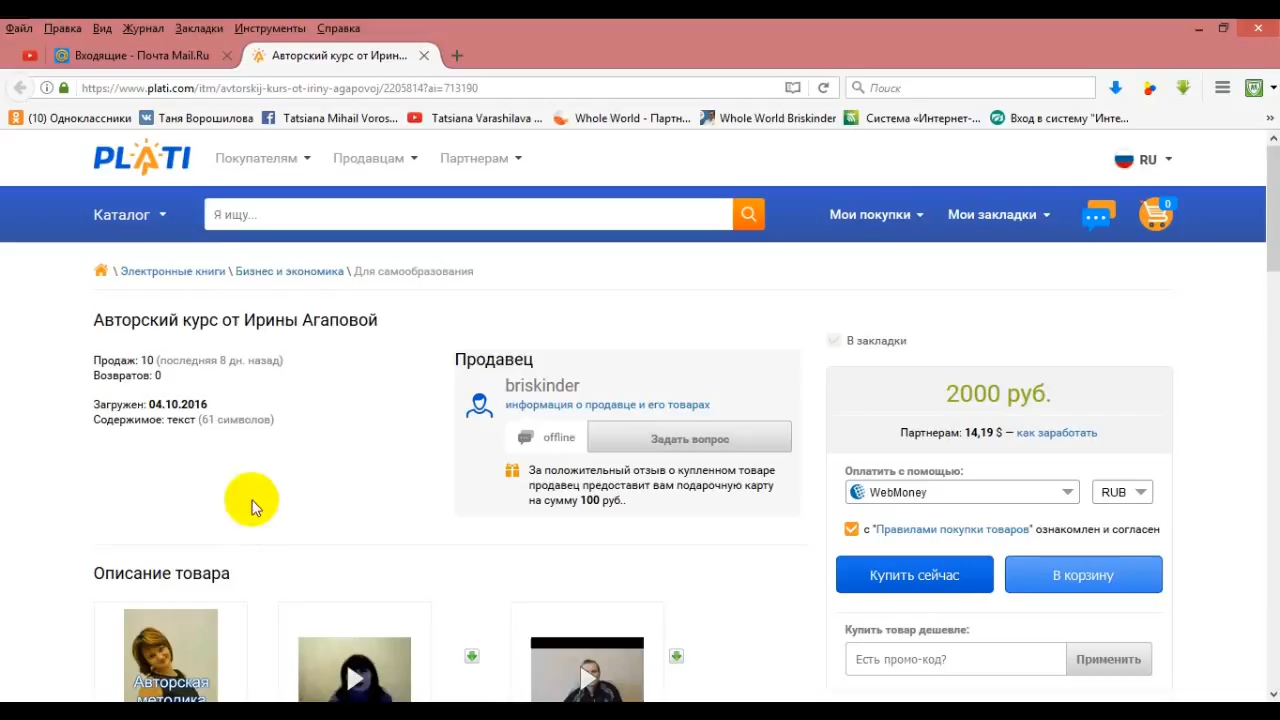 Файл Правка Вид Журнал Закладки Инструменты Справка
Входящие - Почта Mail.Ru
Авторский курс от Ирин...
https://www.plati.com/itm/avtorskij-kurs-ot-iriny-agapovoj/2205814?ai=713190
Поиск
(10) Одноклассники
Таня Ворошилова
Tatsiana Mihail Voros...
Tatsiana Varashilava ...
Whole World - Партн...
Whole World Briskinder
Система «Интернет-...
Вход в систему "Инте...
PLATI
Покупателям
Продавцам
Партнерам
RU
Каталог
Я ищу...
Мои покупки
Мои закладки
0
\ Электронные книги \ Бизнес и экономика \ Для самообразования
Авторский курс от Ирины Агаповой
В закладки
Продаж: 10 (последняя 8 дн. назад)
Возвратов: 0
Загружен: 04.10.2016
Содержимое: текст (61 символов)
Продавец
briskinder
информация о продавце и его товарах
offline
Задать вопрос
За положительный отзыв о купленном товаре
продавец предоставит вам подарочную карту
на сумму 100 руб..
2000 руб.
Партнерам: 14,19 $ — как заработать
Оплатить с помощью:
WebMoney
RUB
с "Правилами покупки товаров" ознакомлен и согласен
Купить сейчас
В корзину
Купить товар дешевле:
Есть промо-код?
Применить
Описание товара
Авторская
методика